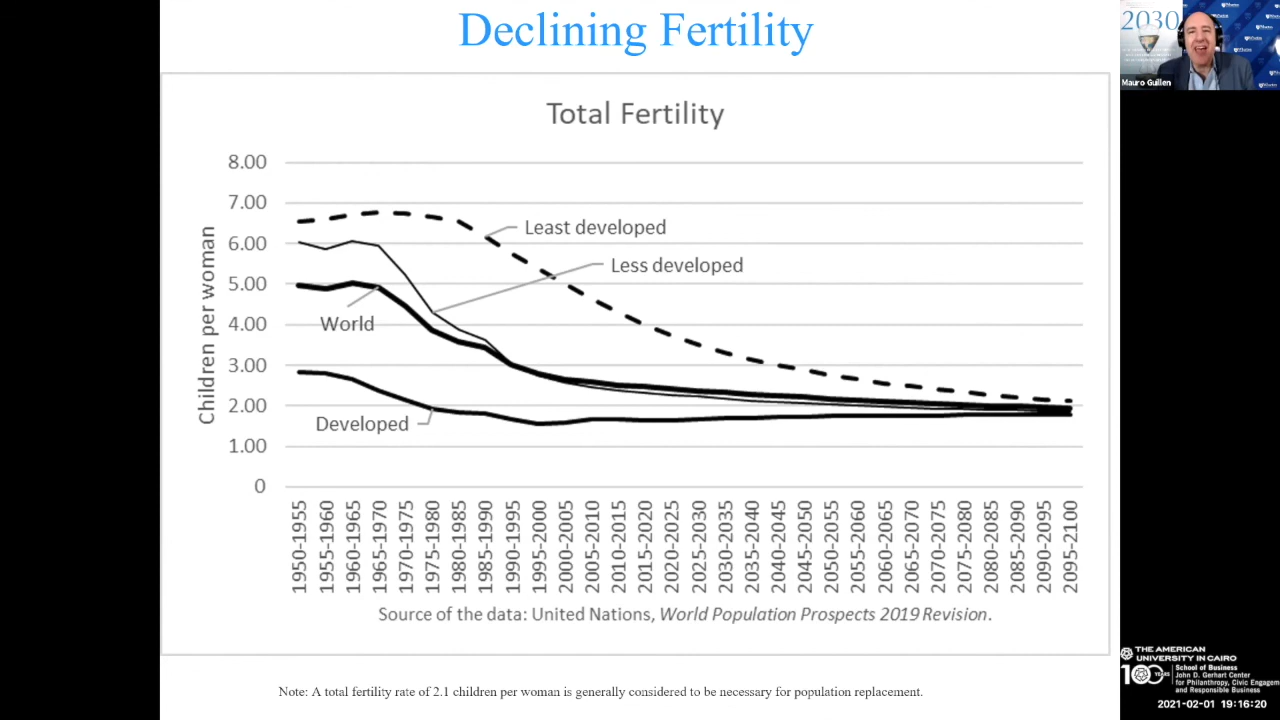 Declining Fertility
Total Fertility
8.00
7.00
6.00
5.00
4.00
3.00
2.00
1.00
0
Children per woman
Least developed
Less developed
World
Developed
1950-1955
1955-1960
1960-1965
1965-1970
1970-1975
1975-1980
1980-1985
1985-1990
1990-1995
1995-2000
2000-2005
2005-2010
2010-2015
2015-2020
2020-2025
2025-2030
2030-2035
2035-2040
2040-2045
2045-2050
2050-2055
2055-2060
2060-2065
2065-2070
2070-2075
2075-2080
2080-2085
2085-2090
2090-2095
2095-2100
Source of the data: United Nations, World Population Prospects 2019 Revision.
Note: A total fertility rate of 2.1 children per woman is generally considered to be necessary for population replacement.
2030
Mauro Guillen
THE AMERICAN
UNIVERSITY IN CAIRO
100 YEARS
School of Business
John D. Gerhart Center
for Philanthropy, Civic Engagem
and Responsible Business
2021-02-01 19:16:20